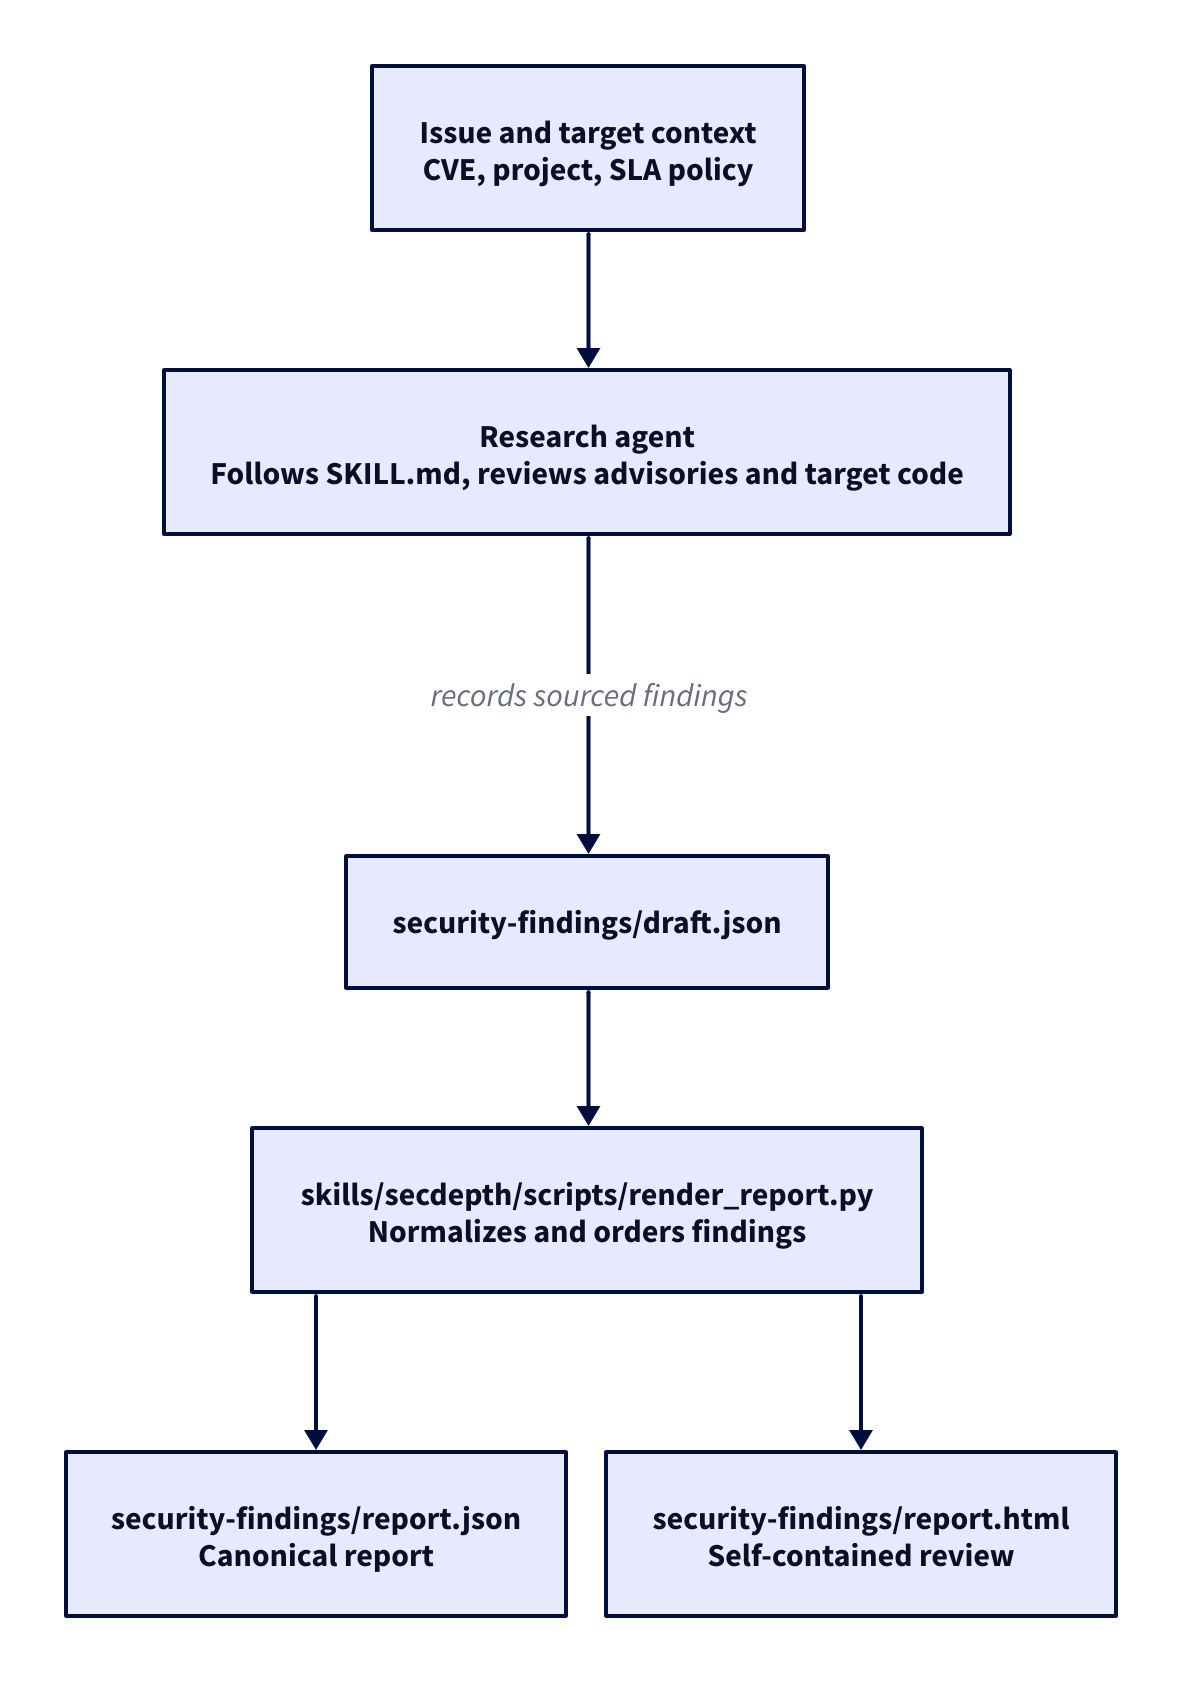 Issue and target context
CVE, project, SLA policy
Research agent
Follows SKILL.md, reviews advisories and target code
records sourced findings
security-findings/draft.json
skills/secdepth/scripts/render_report.py
Normalizes and orders findings
security-findings/report.json
Canonical report
security-findings/report.html
Self-contained review